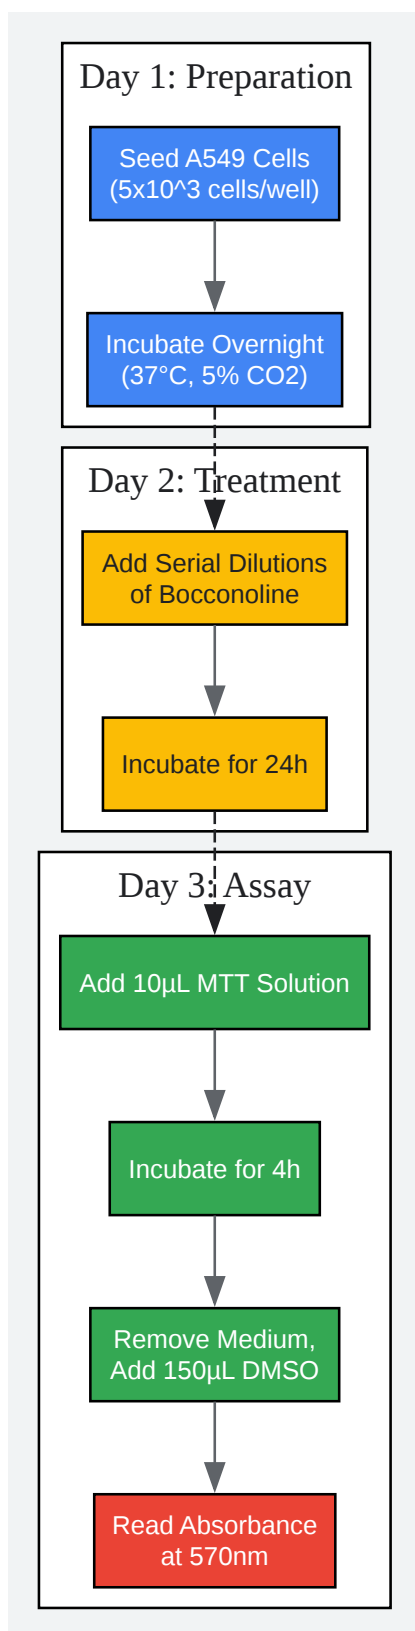 Day 1: Preparation
Seed A549 Cells
(5x10^3 cells/well)
Incubate Overnight
(37°C, 5% CO2)
Day 2: Treatment
Add Serial Dilutions
of Bocconoline
Incubate for 24h
Day 3: Assay
Add 10µL MTT Solution
Incubate for 4h
Remove Medium,
Add 150µL DMSO
Read Absorbance
at 570nm